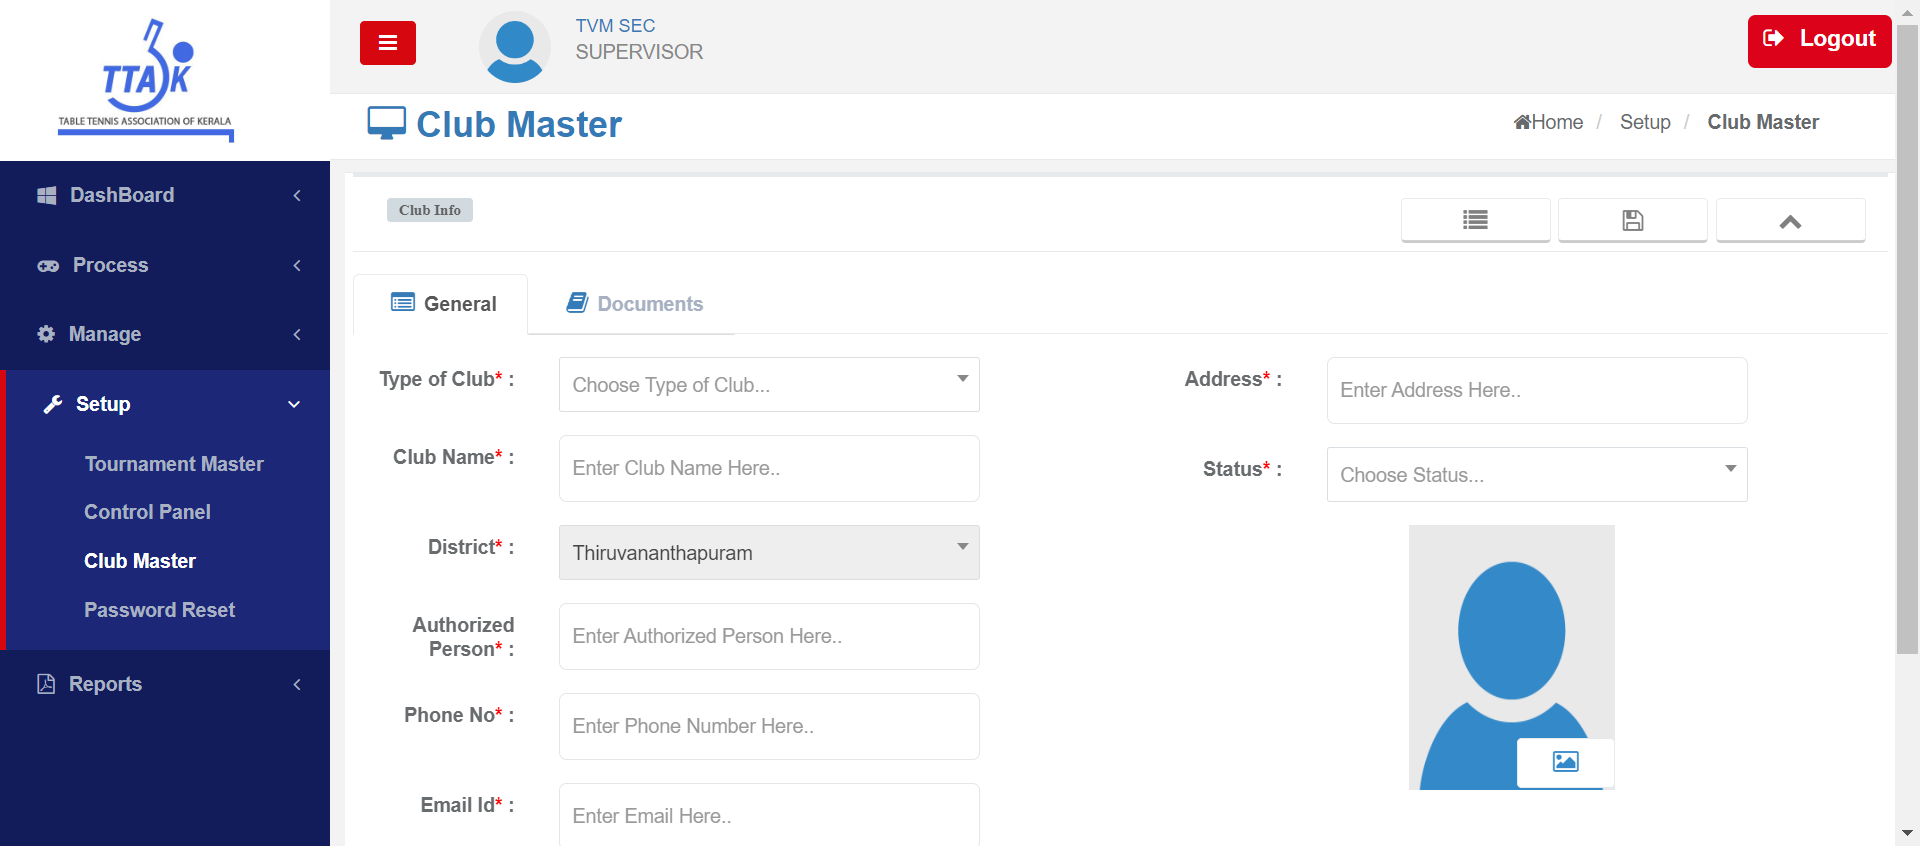 TTAK
TABLE TENNIS ASSOCIATION OF KERALA
DashBoard
Process
Manage
Setup
Tournament Master
Control Panel
Club Master
Password Reset
Reports
TVM SEC
SUPERVISOR
Logout
Club Master
Home / Setup / Club Master
Club Info
General
Documents
Type of Club* :
Choose Type of Club...
Club Name* :
Enter Club Name Here..
District* :
Thiruvananthapuram
Authorized
Person* :
Enter Authorized Person Here..
Phone No* :
Enter Phone Number Here..
Email Id* :
Enter Email Here..
Address* :
Enter Address Here..
Status* :
Choose Status...